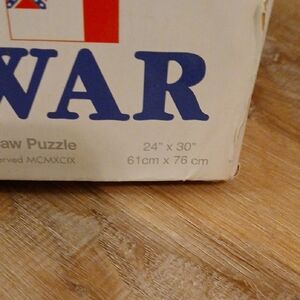 WAR
aw Puzzle
24" x 30"
erved MCMXCIX
61cm x 76 cm